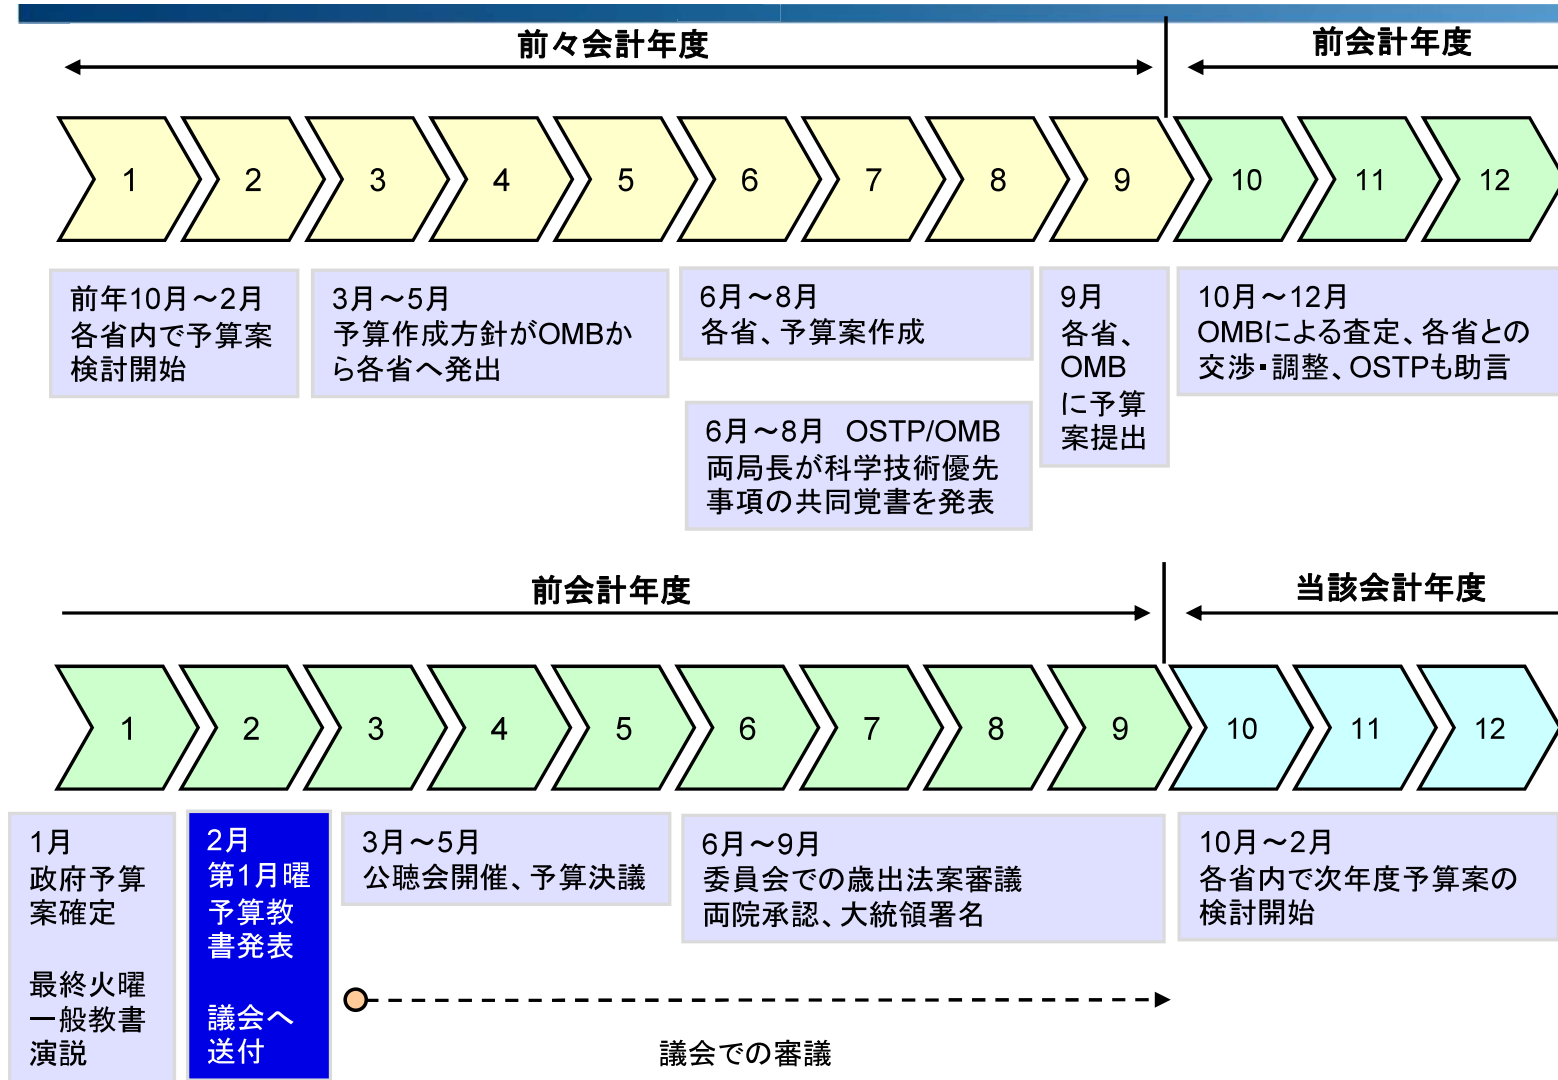 前々会計年度
前会計年度
1 2 3 4 5 6 7 8 9 10 11 12
前年10月～2月
各省内で予算案
検討開始
3月～5月
予算作成方針がOMBか
ら各省へ発出
6月～8月
各省、予算案作成
6月～8月　OSTP/OMB
両局長が科学技術優先
事項の共同覚書を発表
9月
各省、
OMB
に予算
案提出
10月～12月
OMBによる査定、各省との
交渉・調整、OSTPも助言
前会計年度
当該会計年度
1 2 3 4 5 6 7 8 9 10 11 12
1月
政府予算
案確定
最終火曜
一般教書
演説
2月
第1月曜
予算教
書発表
議会へ
送付
3月～5月
公聴会開催、予算決議
6月～9月
委員会での歳出法案審議
両院承認、大統領署名
10月～2月
各省内で次年度予算案の
検討開始
議会での審議